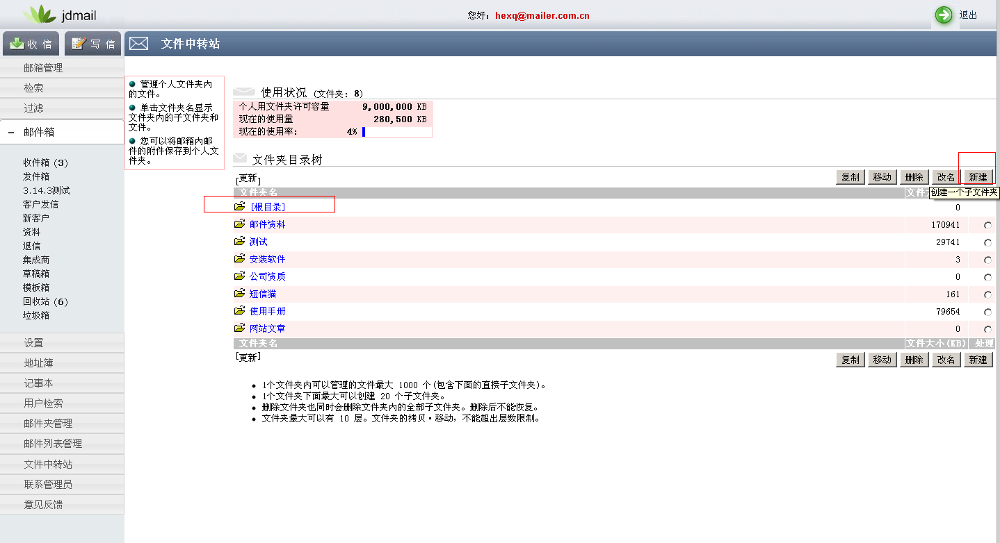 jdmail
您好: hexq@mailer.com.cn
退出
收 信
写 信
文件中转站
邮箱管理
检索
过滤
邮件箱
收件箱 (3)
发件箱
3.14.3测试
客户发信
新客户
资料
退信
集成商
草稿箱
模板箱
回收站 (6)
垃圾箱
设置
地址簿
记事本
用户检索
邮件夹管理
邮件列表管理
文件中转站
联系管理员
意见反馈
管理个人文件夹内
的文件。
单击文件夹名显示
文件夹内的子文件夹和
文件。
您可以将邮箱内邮
件的附件保存到个人文
件夹。
使用状况 (文件夹: 8)
个人用文件夹许可容量 9,000,000 KB
现在的使用量 280,500 KB
现在的使用率: 4%
文件夹目录树
[更新]
复制 移动 删除 改名 新建
文件夹名 文件大
创建一个子文件夹
[根目录] 0
邮件资料 170941
测试 29741
安装软件 3
公司资质 0
短信猫 161
使用手册 79654
网站文章 0
文件夹名 文件大小(KB) 处理
[更新]
复制 移动 删除 改名 新建
1个文件夹内可以管理的文件最大 1000 个(包含下面的直接子文件夹)。
1个文件夹下面最大可以创建 20 个子文件夹。
删除文件夹也同时会删除文件夹内的全部子文件夹。删除后不能恢复。
文件夹最大可以有 10 层。文件夹的拷贝·移动, 不能超出层数限制。